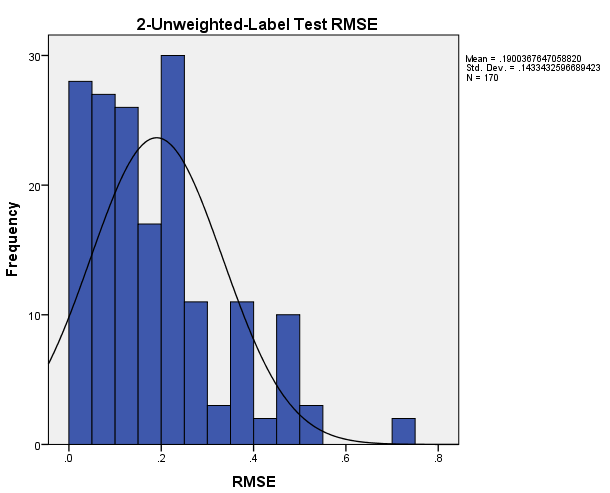 2-Unweighted-Label Test RMSE
Mean = .1900367647058820
Std. Dev. = .1433432596689423
N = 170
Frequency
30
20
10
0
.0
.2
.4
.6
.8
RMSE